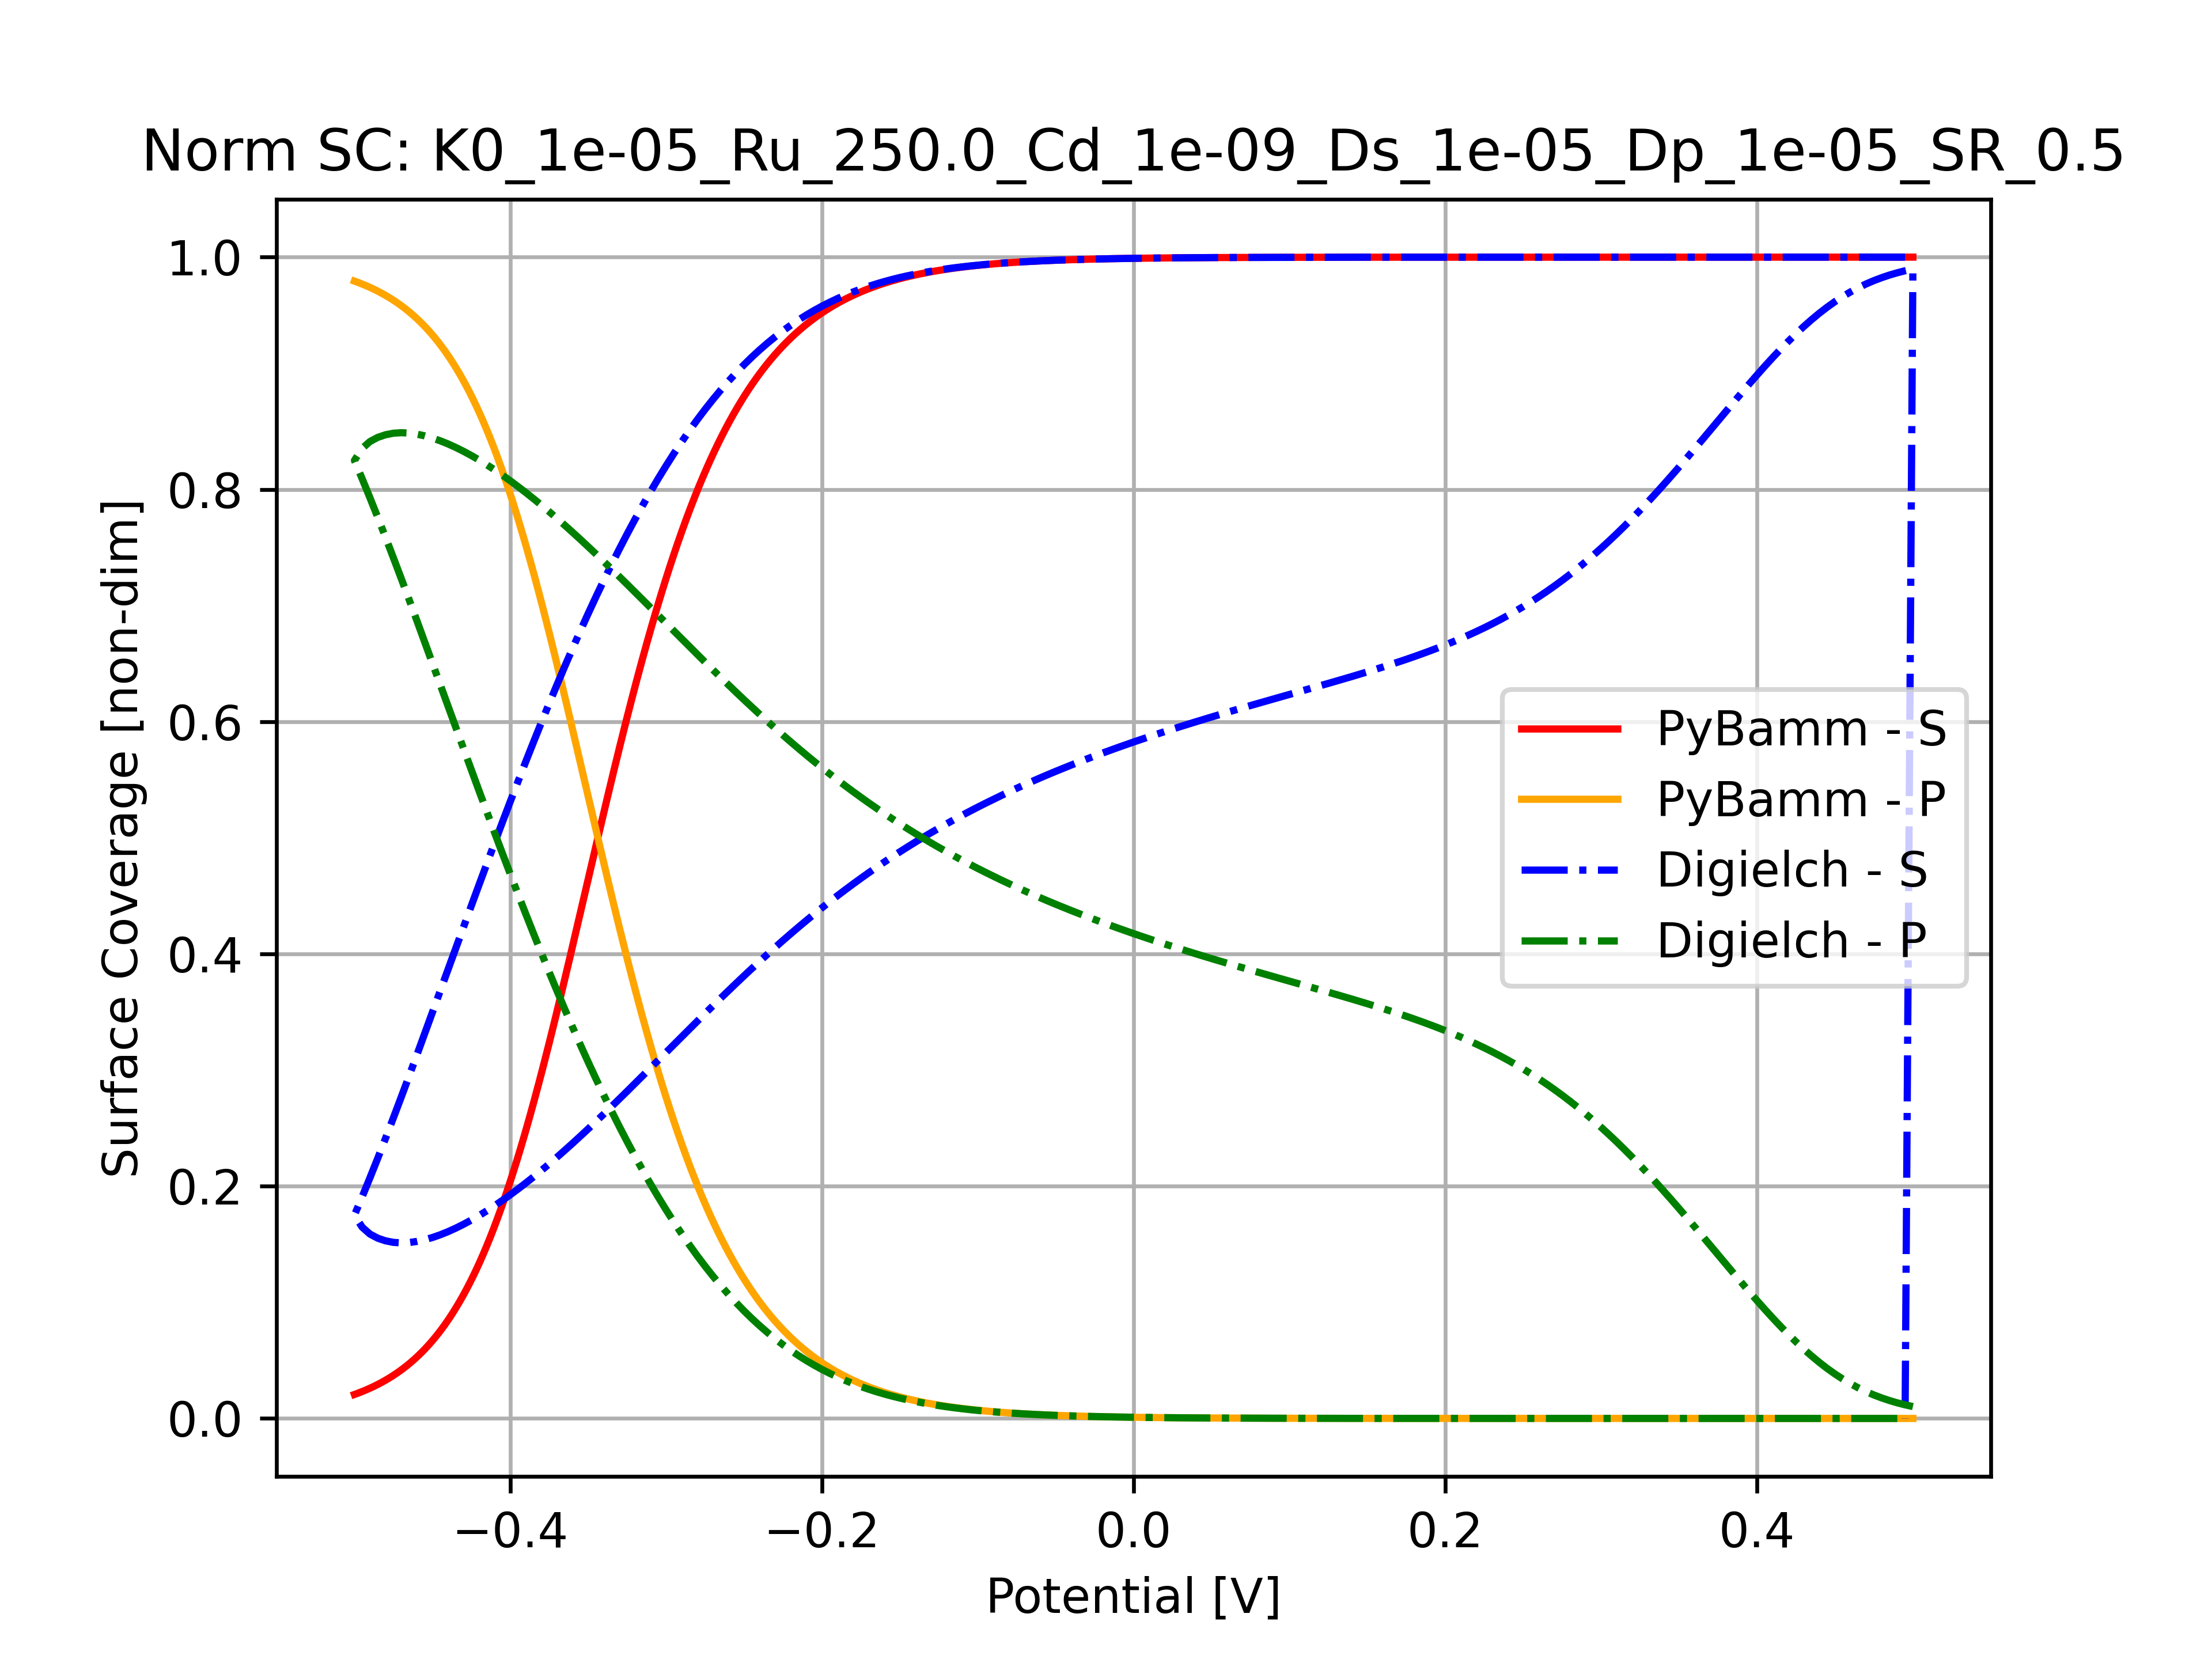 Norm SC: K0_1e-05_Ru_250.0_Cd_1e-09_Ds_1e-05_Dp_1e-05_SR_0.5
1.0
0.8
0.6
0.4
0.2
0.0
Surface Coverage [non-dim]
PyBamm - S
PyBamm - P
Digielch - S
Digielch - P
−0.4 −0.2 0.0 0.2 0.4
Potential [V]